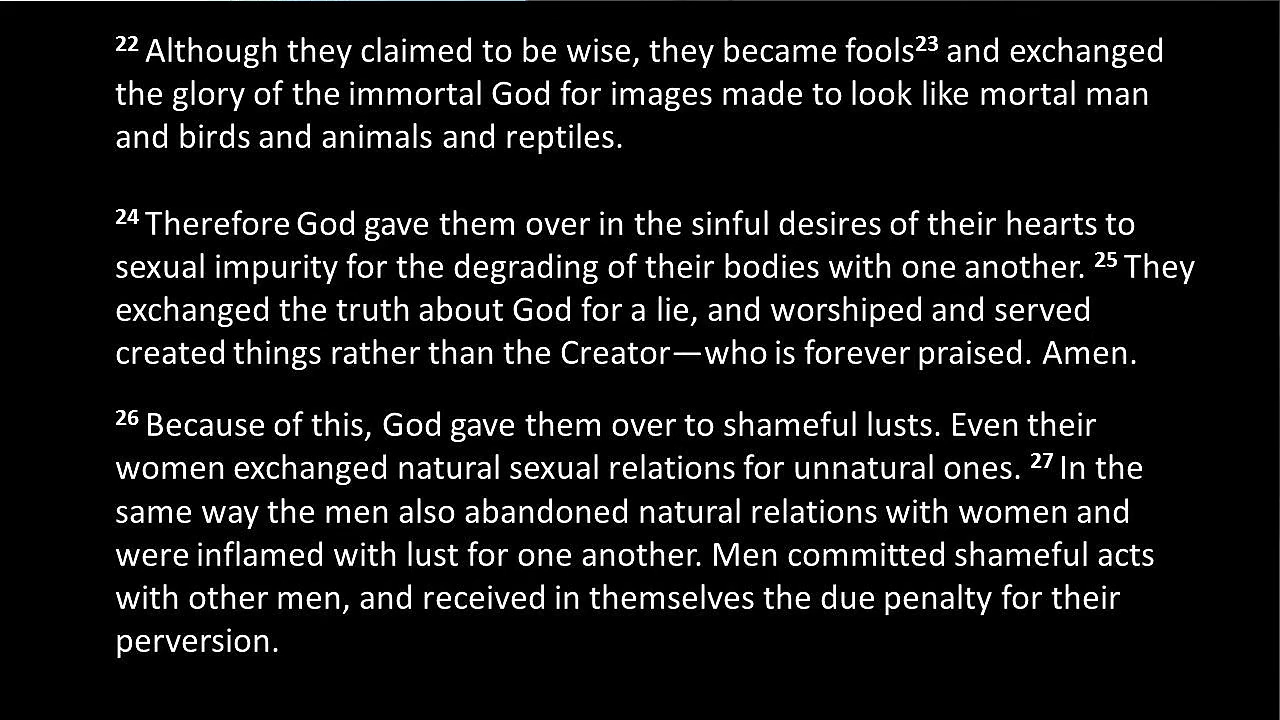 22 Although they claimed to be wise, they became fools23 and exchanged
the glory of the immortal God for images made to look like mortal man
and birds and animals and reptiles.
24 Therefore God gave them over in the sinful desires of their hearts to
sexual impurity for the degrading of their bodies with one another. 25 They
exchanged the truth about God for a lie, and worshiped and served
created things rather than the Creator—who is forever praised. Amen.
26 Because of this, God gave them over to shameful lusts. Even their
women exchanged natural sexual relations for unnatural ones. 27 In the
same way the men also abandoned natural relations with women and
were inflamed with lust for one another. Men committed shameful acts
with other men, and received in themselves the due penalty for their
perversion.